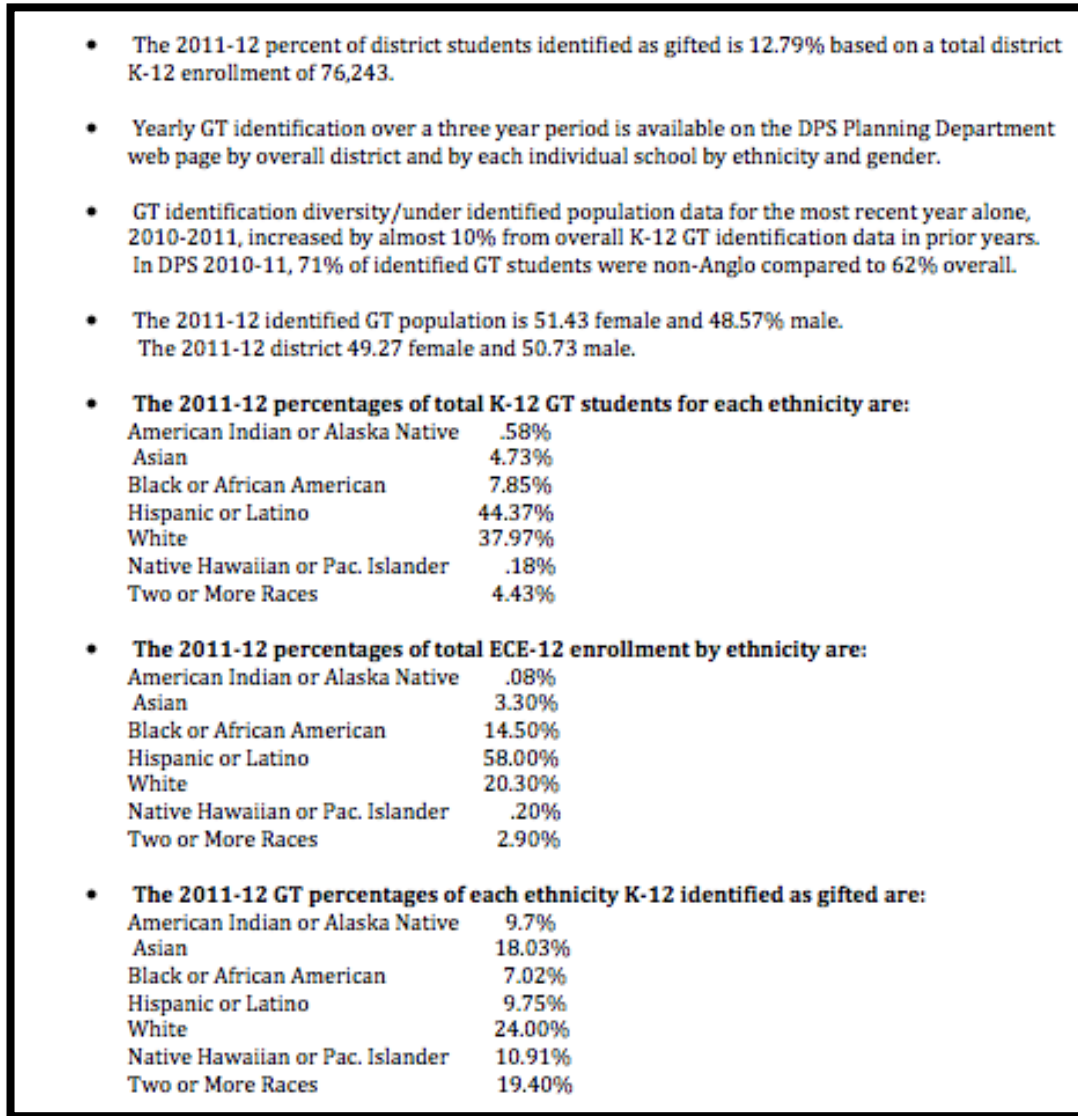 • The 2011-12 percent of district students identified as gifted is 12.79% based on a total district
K-12 enrollment of 76,243.
• Yearly GT identification over a three year period is available on the DPS Planning Department
web page by overall district and by each individual school by ethnicity and gender.
• GT identification diversity/under identified population data for the most recent year alone,
2010-2011, increased by almost 10% from overall K-12 GT identification data in prior years.
In DPS 2010-11, 71% of identified GT students were non-Anglo compared to 62% overall.
• The 2011-12 identified GT population is 51.43 female and 48.57% male.
The 2011-12 district 49.27 female and 50.73 male.
• The 2011-12 percentages of total K-12 GT students for each ethnicity are:
American Indian or Alaska Native .58%
Asian 4.73%
Black or African American 7.85%
Hispanic or Latino 44.37%
White 37.97%
Native Hawaiian or Pac. Islander .18%
Two or More Races 4.43%
• The 2011-12 percentages of total ECE-12 enrollment by ethnicity are:
American Indian or Alaska Native .08%
Asian 3.30%
Black or African American 14.50%
Hispanic or Latino 58.00%
White 20.30%
Native Hawaiian or Pac. Islander .20%
Two or More Races 2.90%
• The 2011-12 GT percentages of each ethnicity K-12 identified as gifted are:
American Indian or Alaska Native 9.7%
Asian 18.03%
Black or African American 7.02%
Hispanic or Latino 9.75%
White 24.00%
Native Hawaiian or Pac. Islander 10.91%
Two or More Races 19.40%